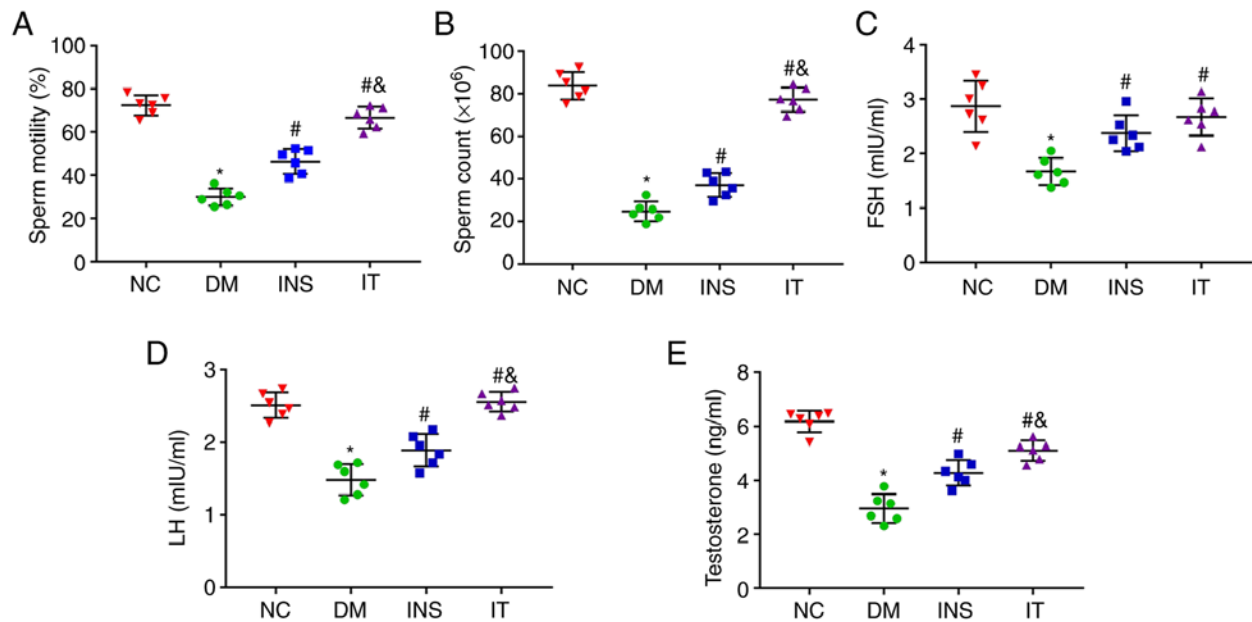 A
Sperm motility (%)
100
80
60
40
20
0
*
#
#&
NC DM INS IT
B
Sperm count (×10⁶)
100
80
60
40
20
0
*
#
#&
NC DM INS IT
C
FSH (mIU/ml)
4
3
2
1
0
*
#
#
NC DM INS IT
D
LH (mIU/ml)
3
2
1
0
*
#
#&
NC DM INS IT
E
Testosterone (ng/ml)
8
6
4
2
0
*
#
#&
NC DM INS IT